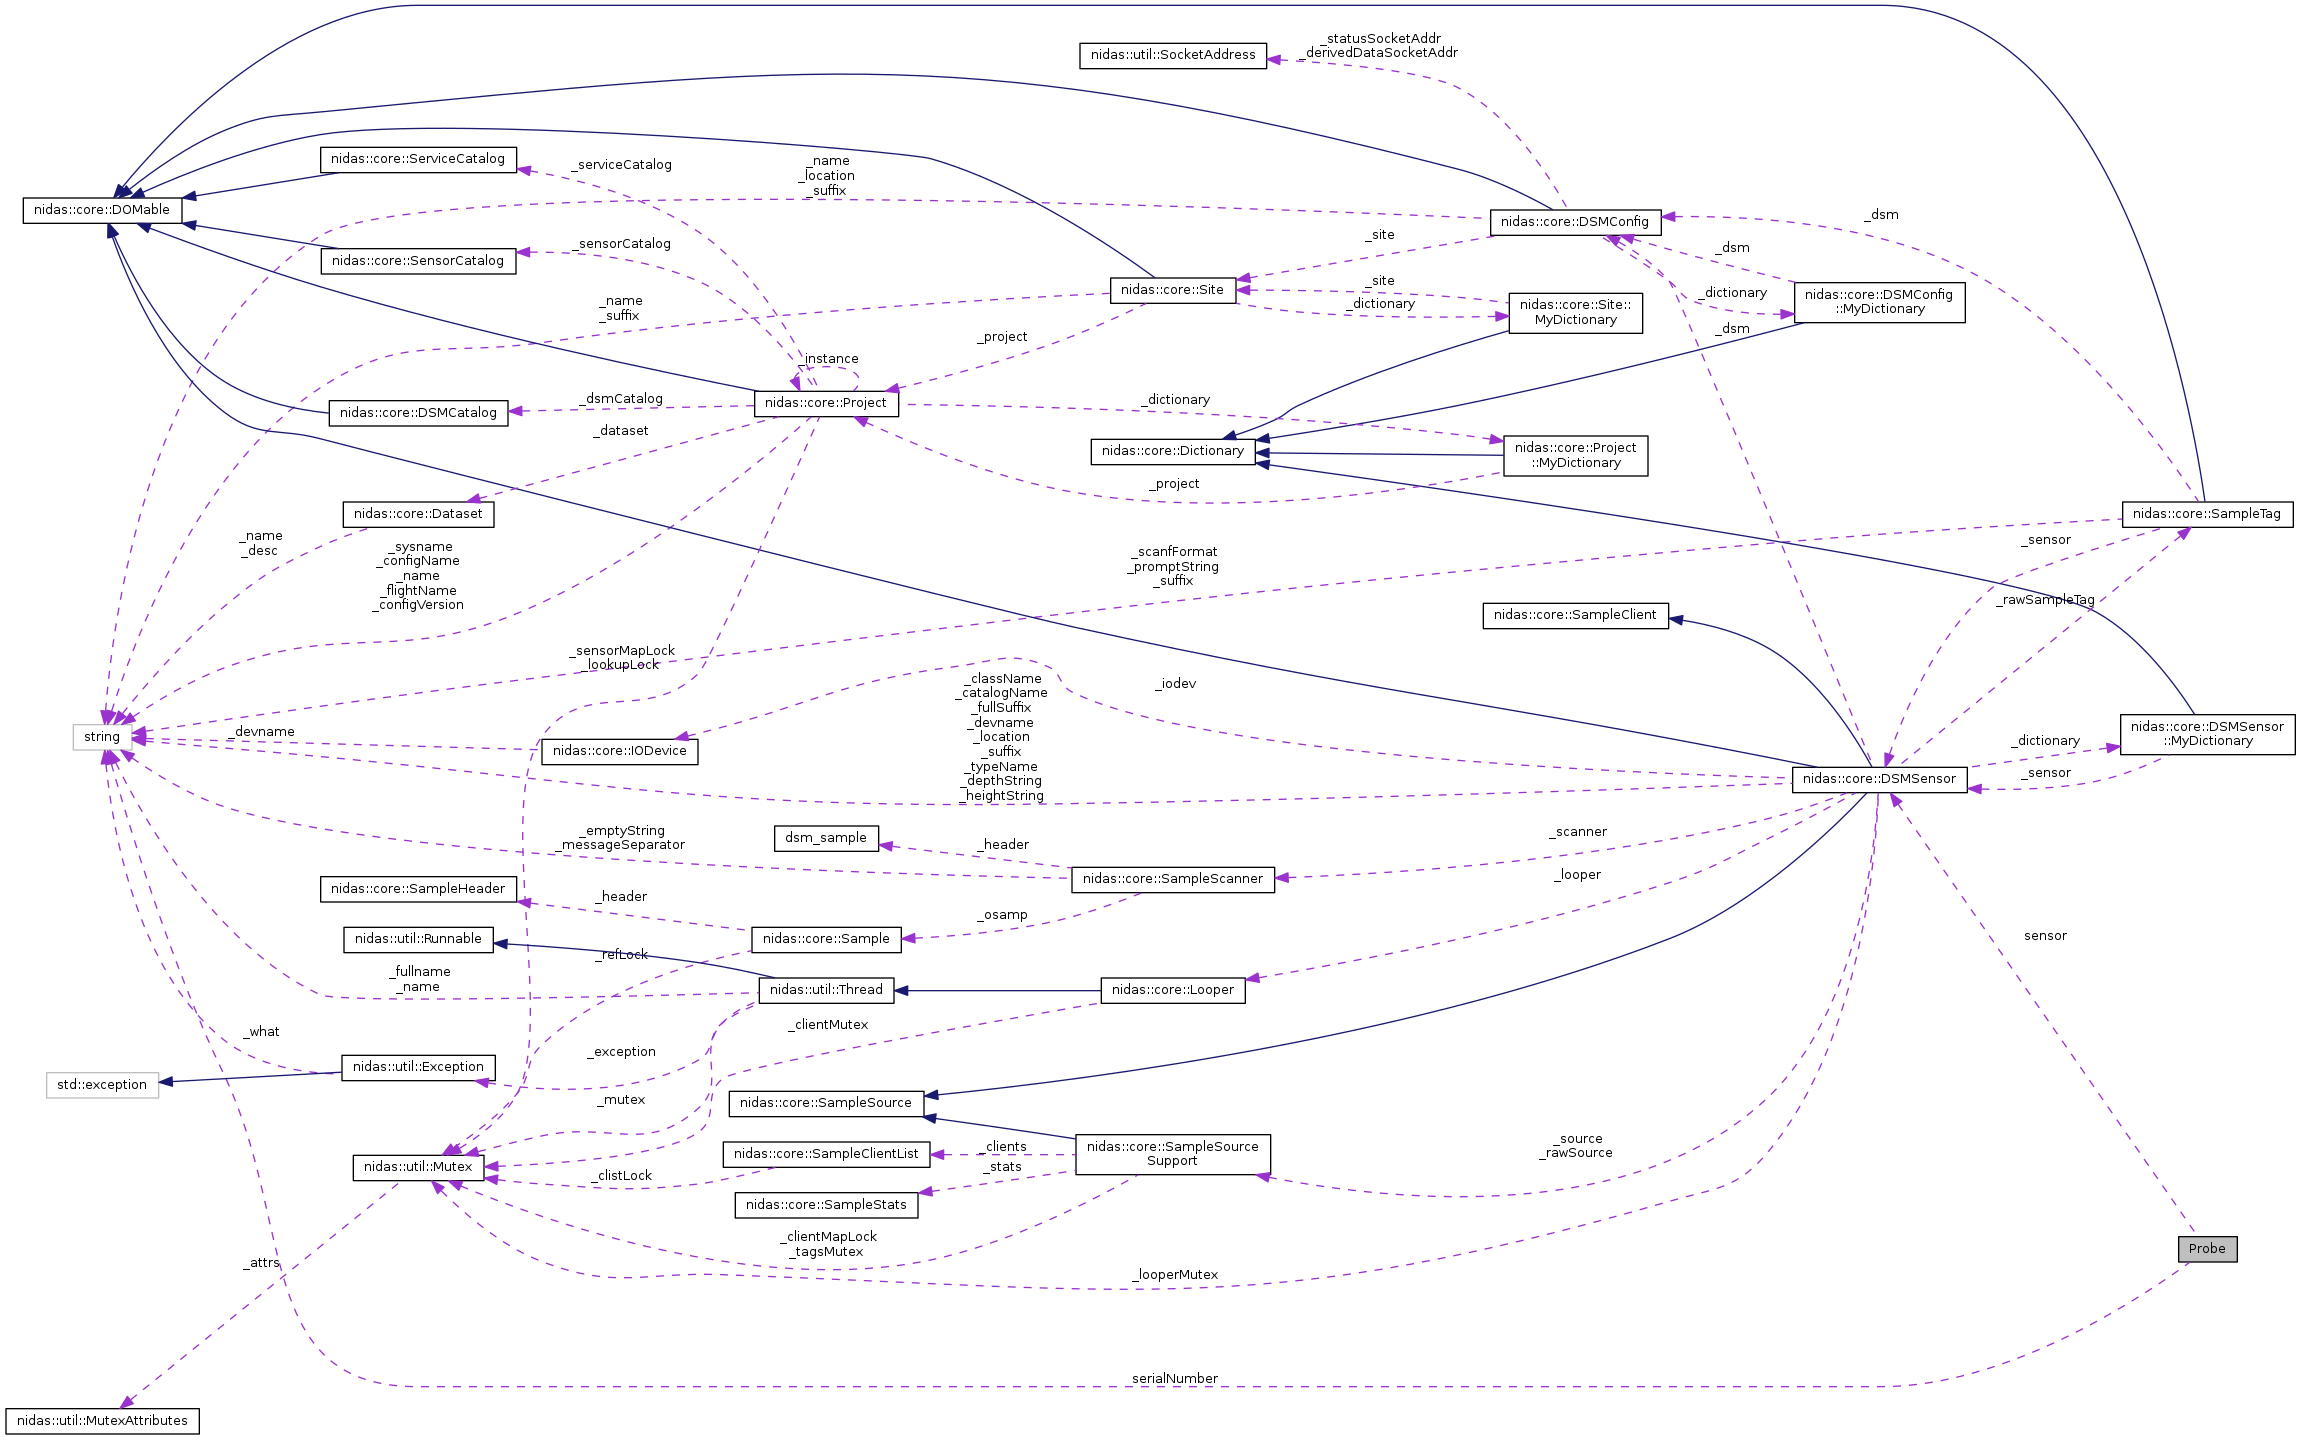 _statusSocketAddr
_derivedDataSocketAddr
nidas::util::SocketAddress
nidas::core::ServiceCatalog
_serviceCatalog
_name
_location
_suffix
nidas::core::DOMable
nidas::core::DSMConfig
_dsm
_sensorCatalog
_site
_dsm
nidas::core::SensorCatalog
nidas::core::Site
_site
_dictionary
_dictionary
nidas::core::Site::
MyDictionary
nidas::core::DSMConfig
::MyDictionary
_name
_suffix
_dsm
_project
_instance
nidas::core::Project
nidas::core::DSMCatalog
_dsmCatalog
_dictionary
_dataset
nidas::core::Dictionary
nidas::core::Project
::MyDictionary
_project
nidas::core::Dataset
nidas::core::SampleTag
_name
_desc
_sysname
_configName
_name
_flightName
_configVersion
_scanfFormat
_promptString
_suffix
_sensor
_rawSampleTag
nidas::core::SampleClient
_sensorMapLock
_lookupLock
_className
_catalogName
_fullSuffix
_devname
_location
_suffix
_typeName
_depthString
_heightString
_iodev
string
_devname
nidas::core::IODevice
nidas::core::DSMSensor
::MyDictionary
_dictionary
_sensor
nidas::core::DSMSensor
_emptyString
_messageSeparator
dsm_sample
_header
_scanner
nidas::core::SampleScanner
_looper
nidas::core::SampleHeader
_header
_osamp
nidas::util::Runnable
nidas::core::Sample
sensor
_refLock
_fullname
_name
nidas::util::Thread
nidas::core::Looper
_what
_clientMutex
_exception
nidas::util::Exception
std::exception
_mutex
nidas::core::SampleSource
nidas::util::Mutex
_clistLock
nidas::core::SampleClientList
_clients
_stats
nidas::core::SampleSource
Support
_source
_rawSource
nidas::core::SampleStats
_clientMapLock
_tagsMutex
Probe
_attrs
_looperMutex
serialNumber
nidas::util::MutexAttributes